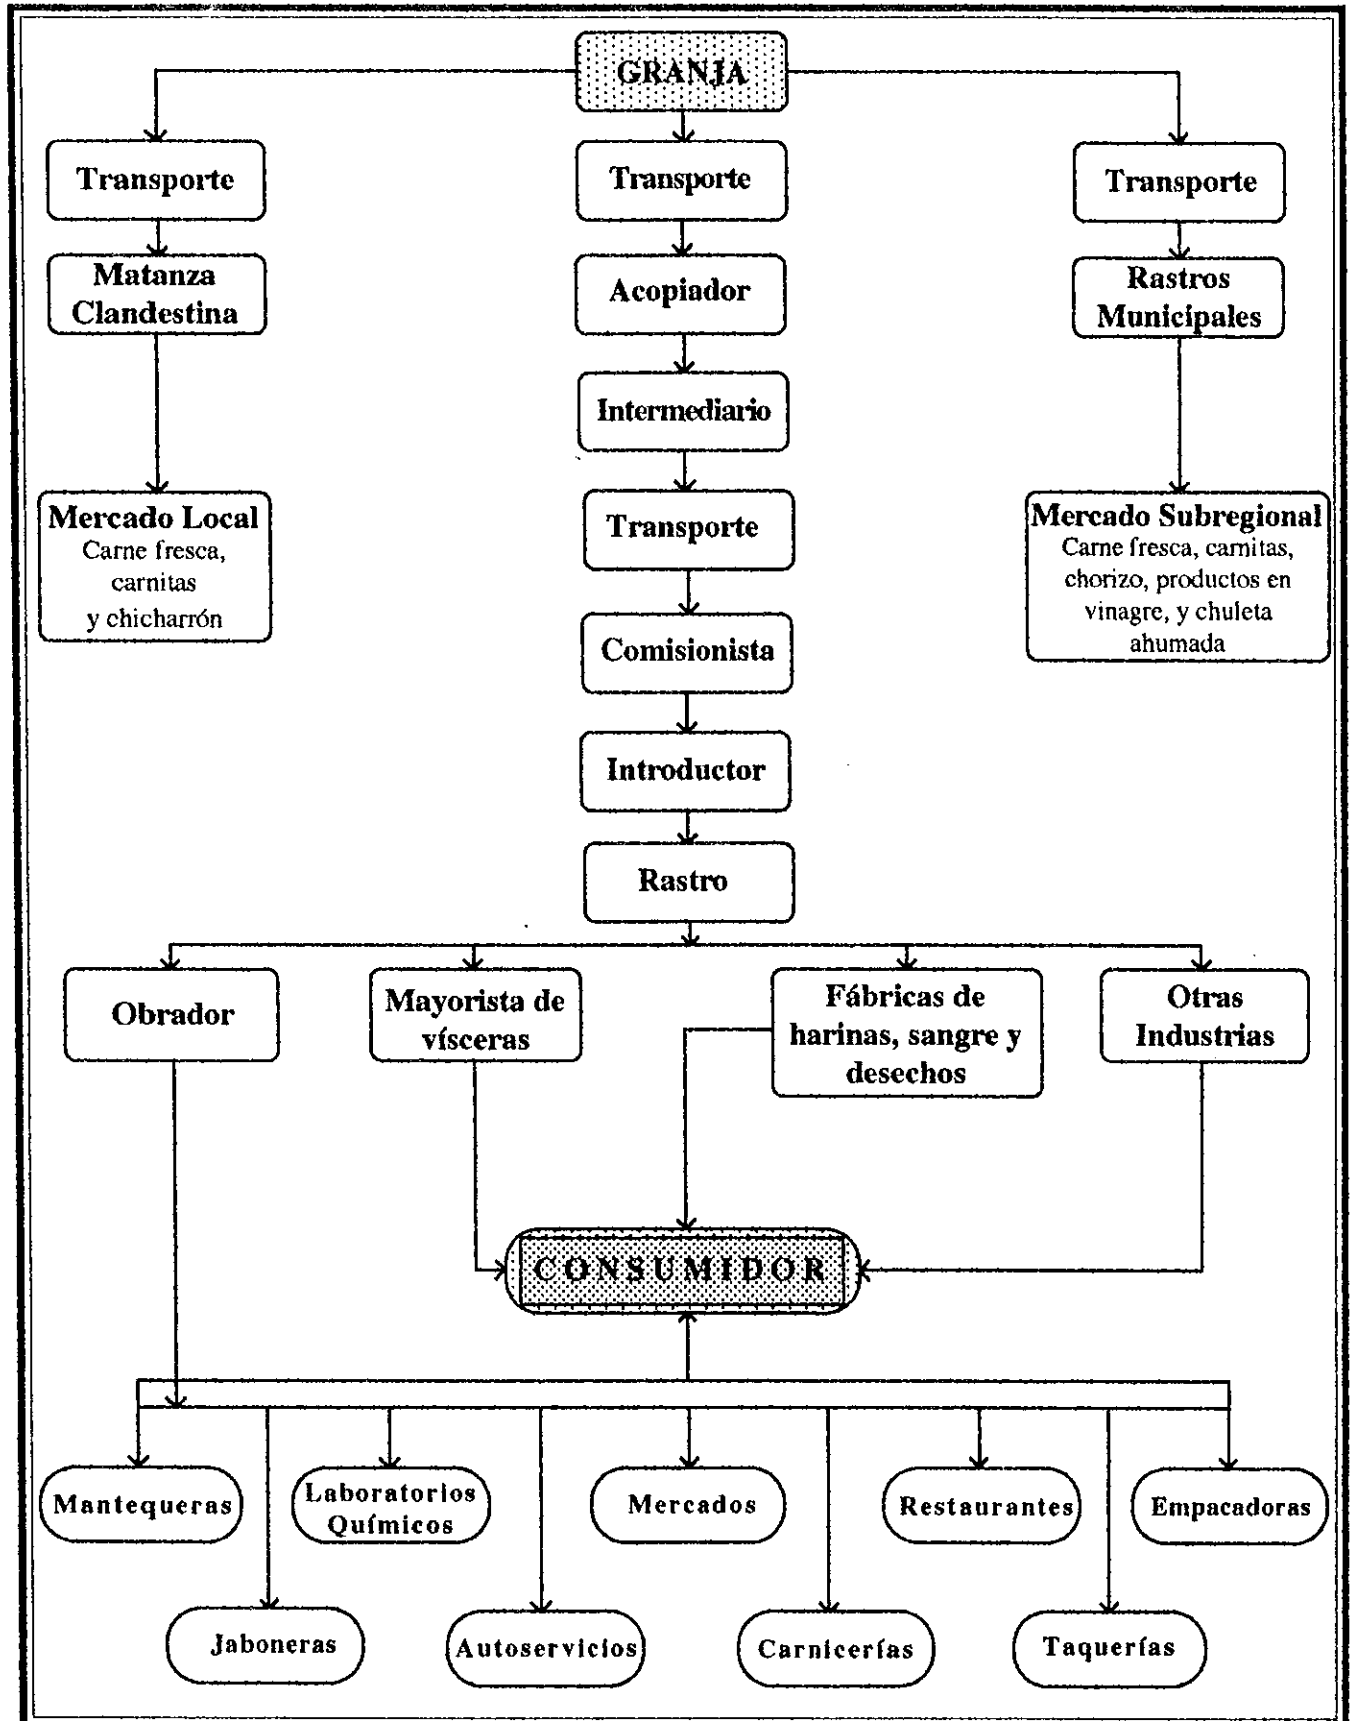 GRANJA
Transporte
Transporte
Transporte
Matanza
Clandestina
Acopiador
Rastros
Municipales
Intermediario
Mercado Local
Carne fresca,
carnitas
y chicharrón
Transporte
Mercado Subregional
Carne fresca, carnitas,
chorizo, productos en
vinagre, y chuleta
ahumada
Comisionista
Introductor
Rastro
Obrador
Mayorista de
vísceras
Fábricas de
harinas, sangre y
desechos
Otras
Industrias
CONSUMIDOR
Mantequeras
Laboratorios
Químicos
Mercados
Restaurantes
Empacadoras
Jaboneras
Autoservicios
Carnicerías
Taquerías